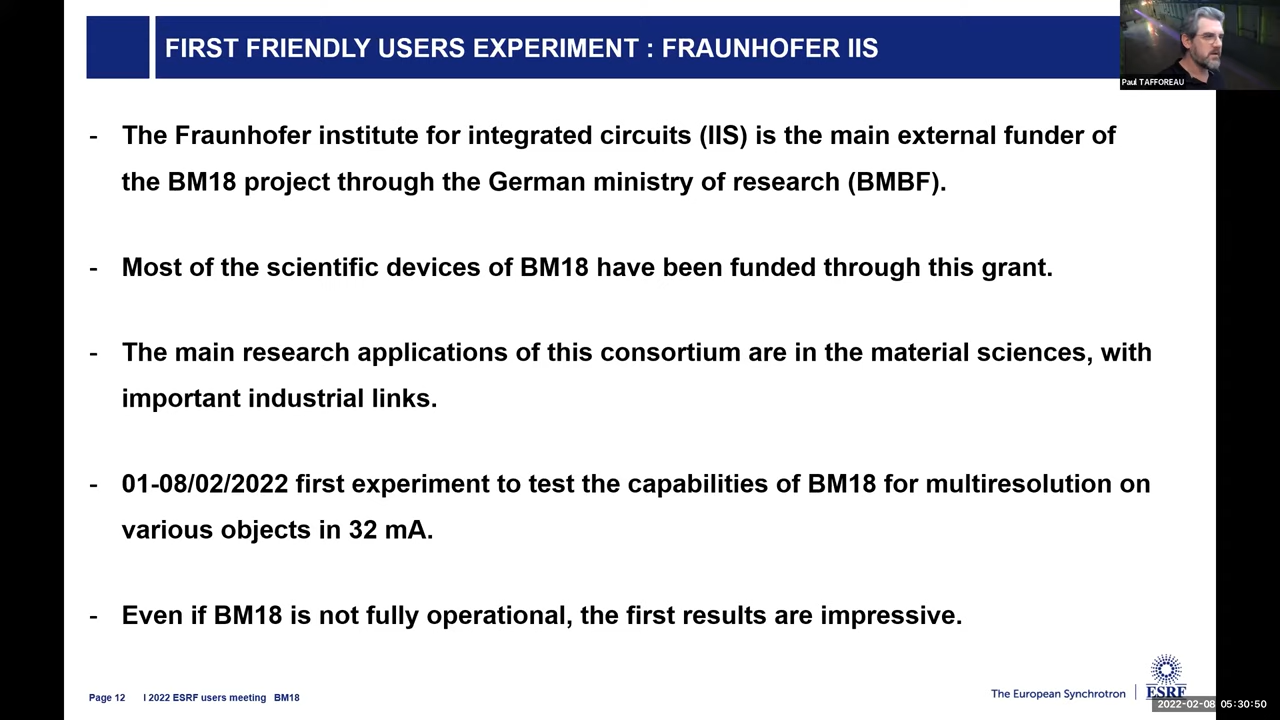 FIRST FRIENDLY USERS EXPERIMENT : FRAUNHOFER IIS
Paul TAFFOREAU
- The Fraunhofer institute for integrated circuits (IIS) is the main external funder of
the BM18 project through the German ministry of research (BMBF).
- Most of the scientific devices of BM18 have been funded through this grant.
- The main research applications of this consortium are in the material sciences, with
important industrial links.
- 01-08/02/2022 first experiment to test the capabilities of BM18 for multiresolution on
various objects in 32 mA.
- Even if BM18 is not fully operational, the first results are impressive.
Page 12 l 2022 ESRF users meeting BM18
The European Synchrotron | ESRF
2022-02-08 05:30:50